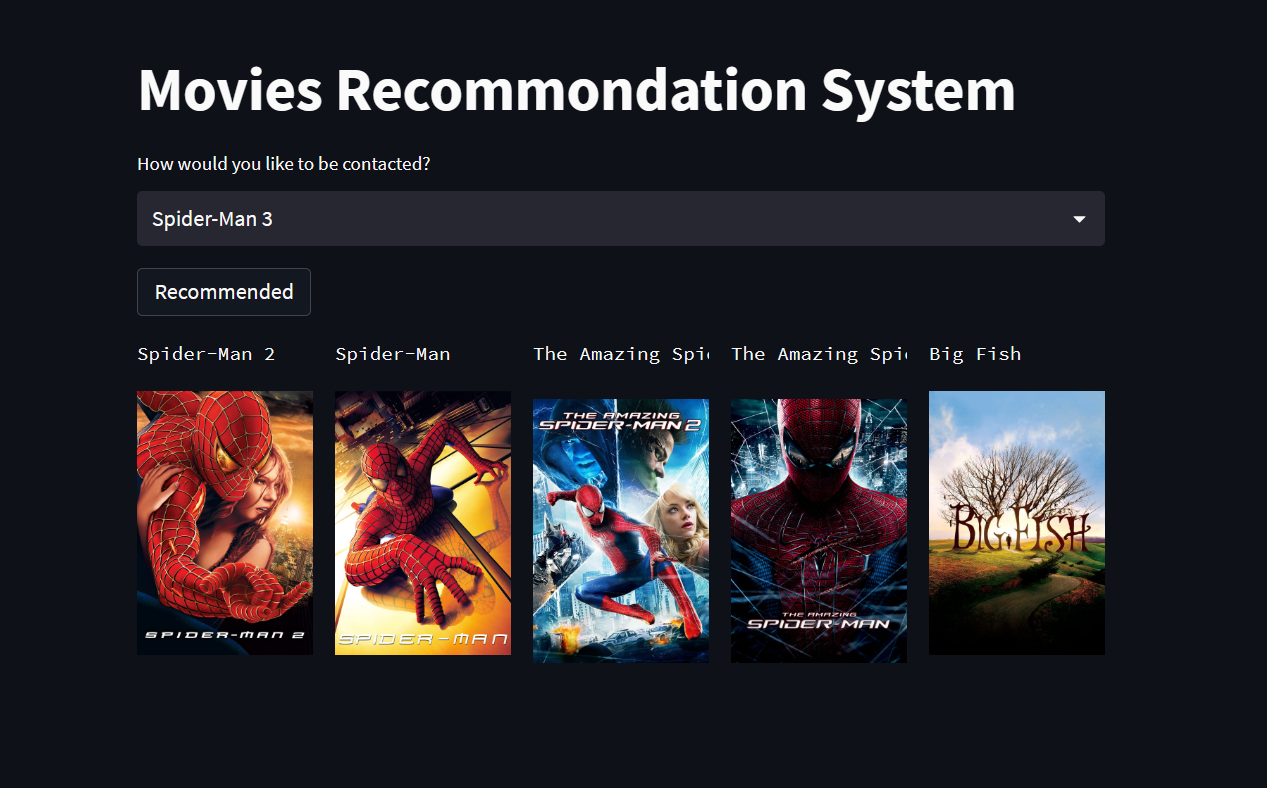 Movies Recommondation System
How would you like to be contacted?
Spider-Man 3
Recommended
Spider-Man 2
Spider-Man
The Amazing Spi
The Amazing Spi
Big Fish
SPIDER-MAN 2
SPIDER-MAN
THE AMAZING
SPIDER-MAN 2
THE AMAZING
SPIDER-MAN
BIG FISH